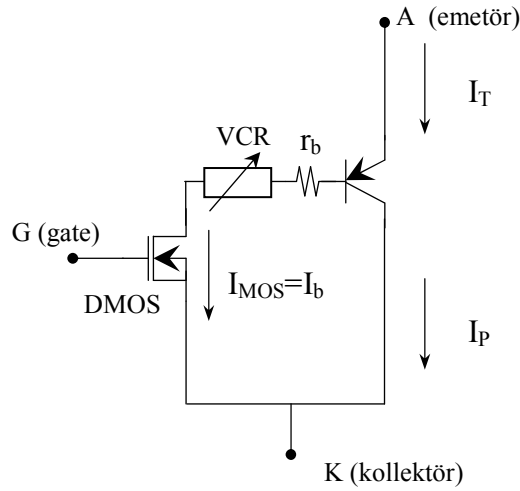 A (emetör)
I_T
VCR
r_b
G (gate)
I_MOS=I_b
DMOS
I_P
K (kollektör)